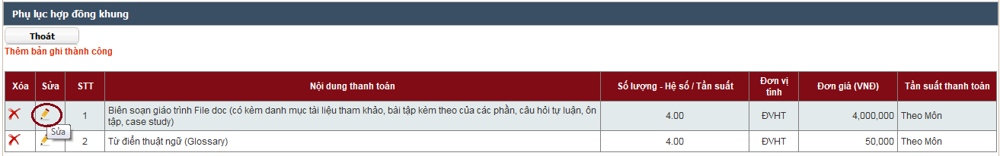 Phụ lục hợp đồng khung
Thoát
Thêm bản ghi thành công
Xóa Sửa STT Nội dung thanh toán Số lượng - Hệ số / Tần suất Đơn vị tính Đơn giá (VNĐ) Tần suất thanh toán
1 Biên soạn giáo trình File doc (có kèm danh mục tài liệu tham khảo, bài tập kèm theo của các phần, câu hỏi tự luận, ôn
tập, case study) 4.00 ĐVHT 4,000,000 Theo Môn
Sửa
2 Từ điển thuật ngữ (Glossary) 4.00 ĐVHT 50,000 Theo Môn